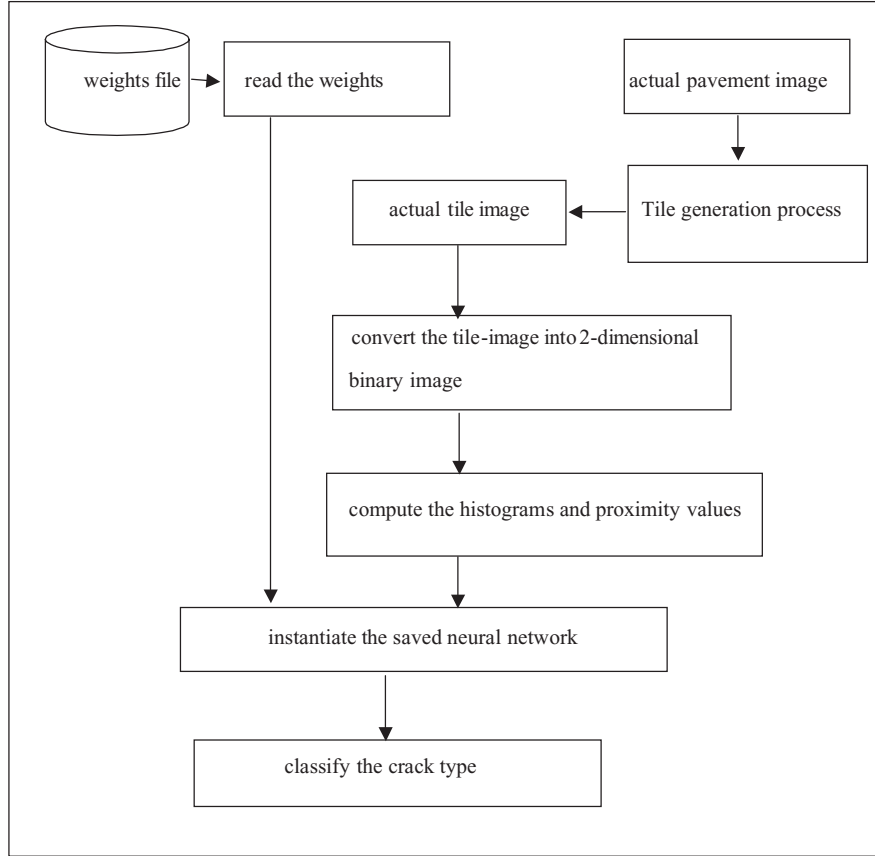 weights file
read the weights
actual pavement image
actual tile image
Tile generation process
convert the tile-image into 2-dimensional
binary image
compute the histograms and proximity values
instantiate the saved neural network
classify the crack type